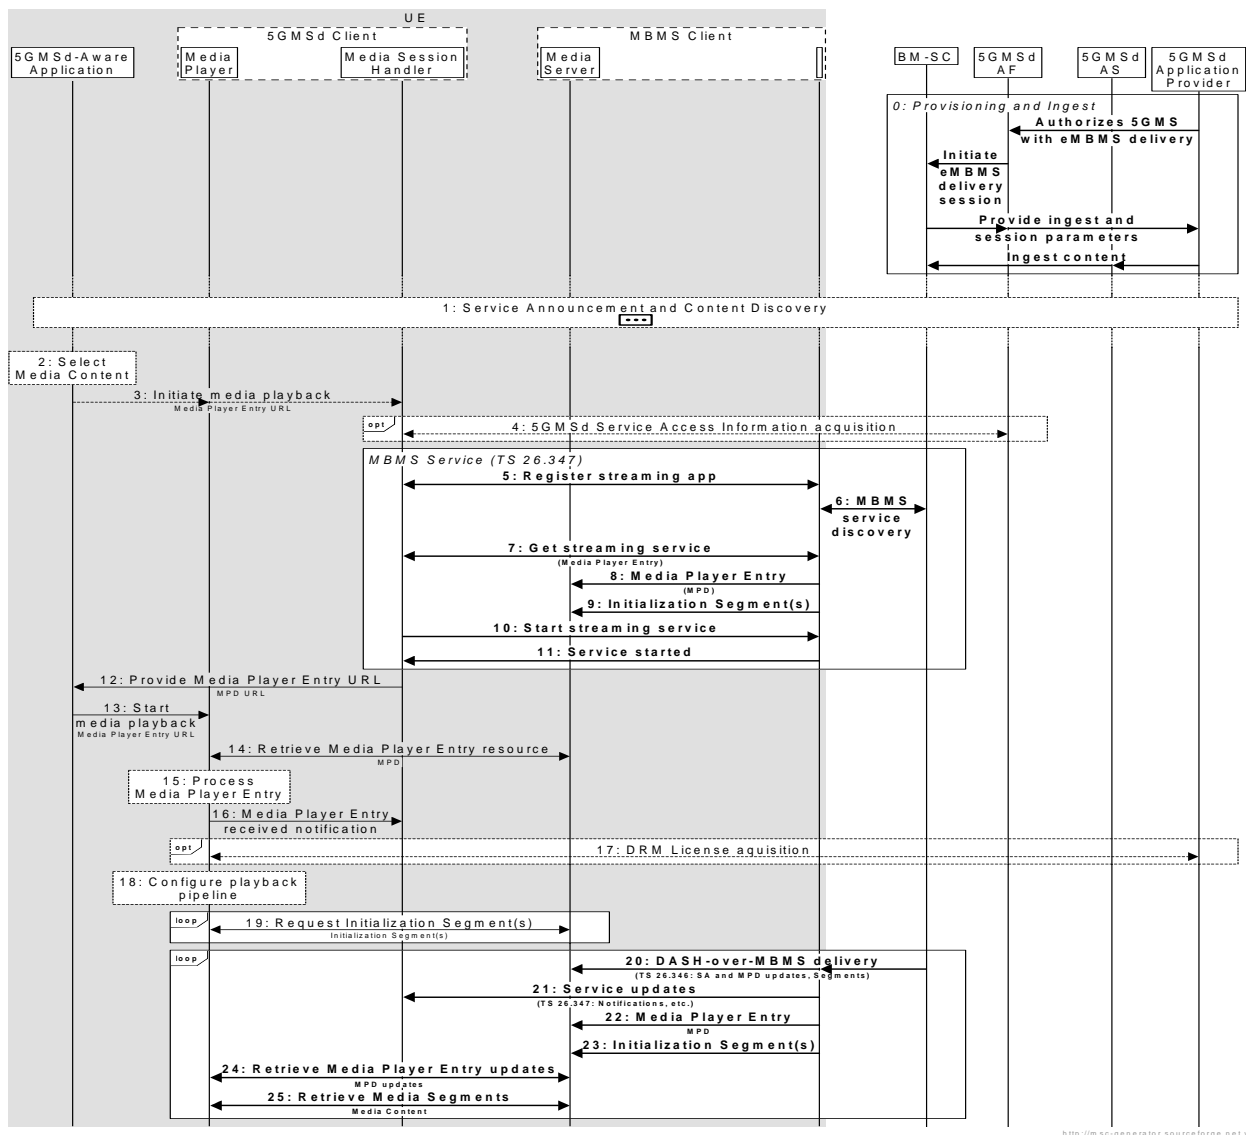 UE
5GMSd Client
MBMS Client
5GMSd-Aware
Application
Media
Player
Media Session
Handler
Media
Server
BM-SC
5GMSd
AF
5GMSd
AS
5GMSd
Application
Provider
0: Provisioning and Ingest
Authorizes 5GMS
with eMBMS delivery
Initiate
eMBMS
delivery
session
Provide ingest and
session parameters
Ingest content
1: Service Announcement and Content Discovery
2: Select
Media Content
3: Initiate media playback
Media Player Entry URL
opt
4: 5GMSd Service Access Information acquisition
MBMS Service (TS 26.347)
5: Register streaming app
6: MBMS
service
discovery
7: Get streaming service
(Media Player Entry)
8: Media Player Entry
(MPD)
9: Initialization Segment(s)
10: Start streaming service
11: Service started
12: Provide Media Player Entry URL
MPD URL
13: Start
media playback
Media Player Entry URL
14: Retrieve Media Player Entry resource
MPD
15: Process
Media Player Entry
16: Media Player Entry
received notification
opt
17: DRM License aquisition
18: Configure playback
pipeline
loop
19: Request Initialization Segment(s)
Initialization Segment(s)
loop
20: DASH-over-MBMS delivery
(TS 26.346: SA and MPD updates, Segments)
21: Service updates
(TS 26.347: Notifications, etc.)
22: Media Player Entry
MPD
23: Initialization Segment(s)
24: Retrieve Media Player Entry updates
MPD updates
25: Retrieve Media Segments
Media Content
http://msc-generator.sourceforge.net v